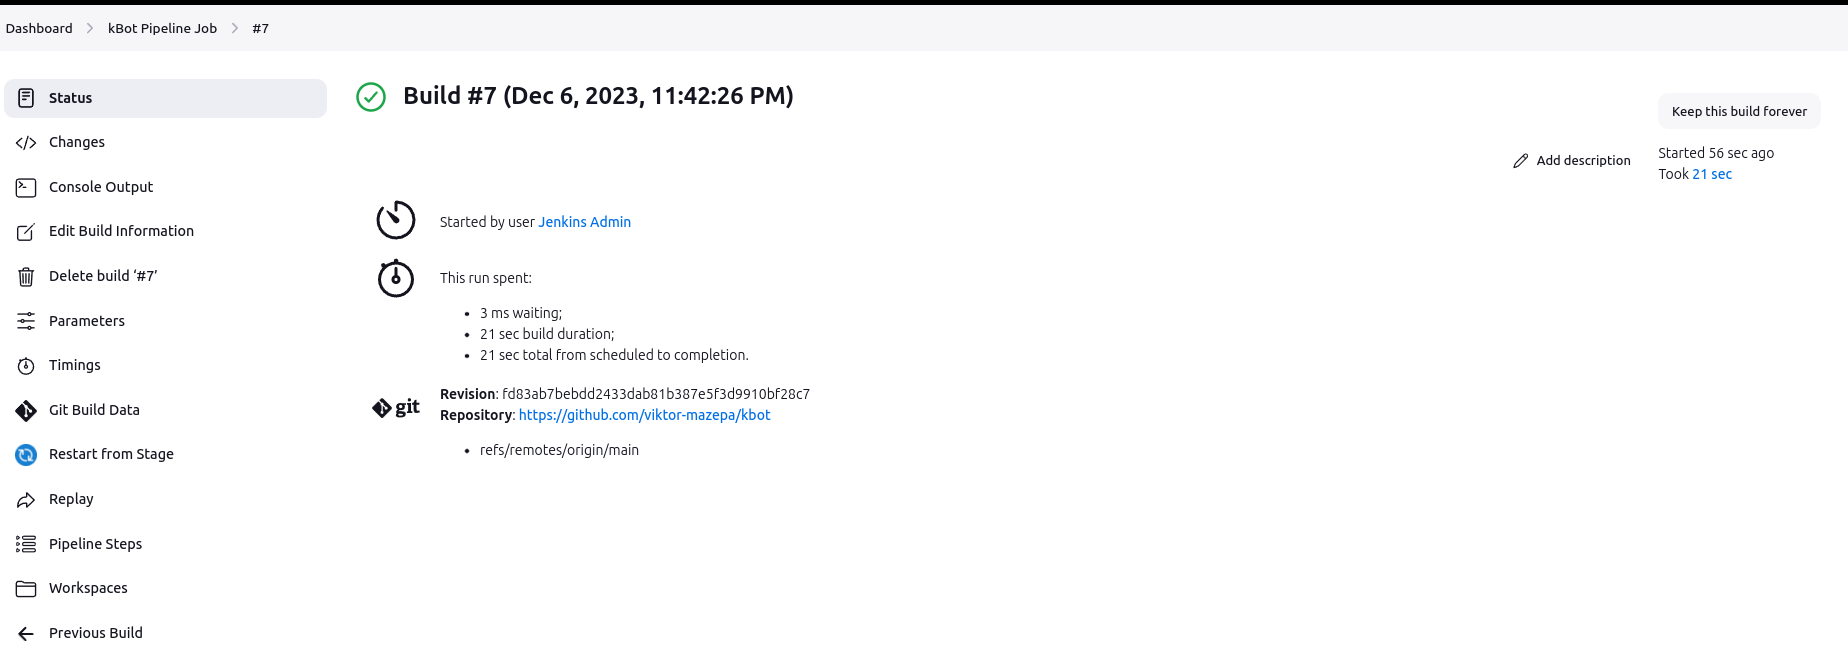 Dashboard
kBot Pipeline Job
#7
Status
Changes
Console Output
Edit Build Information
Delete build ‘#7’
Parameters
Timings
Git Build Data
Restart from Stage
Replay
Pipeline Steps
Workspaces
Previous Build
Build #7 (Dec 6, 2023, 11:42:26 PM)
Keep this build forever
Add description
Started 56 sec ago
Took 21 sec
Started by user Jenkins Admin
This run spent:
3 ms waiting;
21 sec build duration;
21 sec total from scheduled to completion.
git
Revision: fd83ab7bebdd2433dab81b387e5f3d9910bf28c7
Repository: https://github.com/viktor-mazepa/kbot
refs/remotes/origin/main